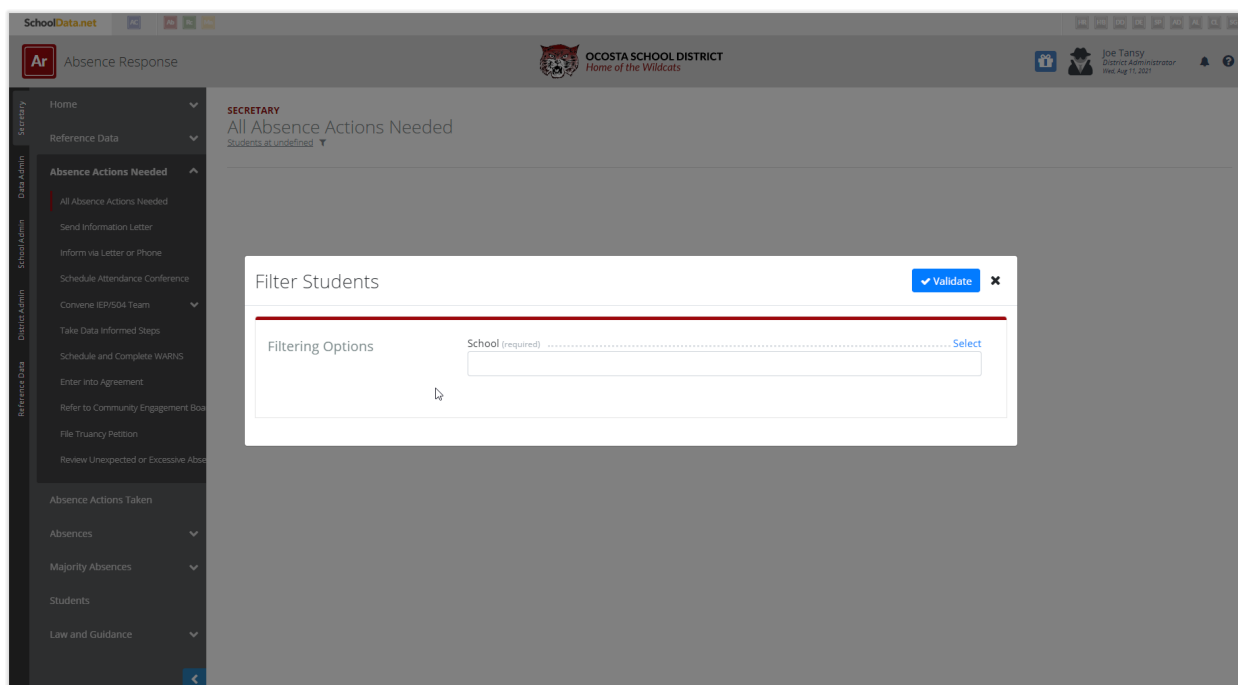 SchoolData.net
Ar Absence Response
OCOSTA SCHOOL DISTRICT
Home of the Wildcats
Joe Tansy
District Administrator
Wed, Aug 11, 2021
Secretary
Data Admin
School Admin
District Admin
Reference Data
Home
Reference Data
Absence Actions Needed
All Absence Actions Needed
Send Information Letter
Inform via Letter or Phone
Schedule Attendance Conference
Convene IEP/504 Team
Take Data Informed Steps
Schedule and Complete WARNS
Enter into Agreement
Refer to Community Engagement Boa
File Truancy Petition
Review Unexpected or Excessive Abse
Absence Actions Taken
Absences
Majority Absences
Students
Law and Guidance
SECRETARY
All Absence Actions Needed
Students at undefined
Filter Students
Validate
Filtering Options
School (required)
Select